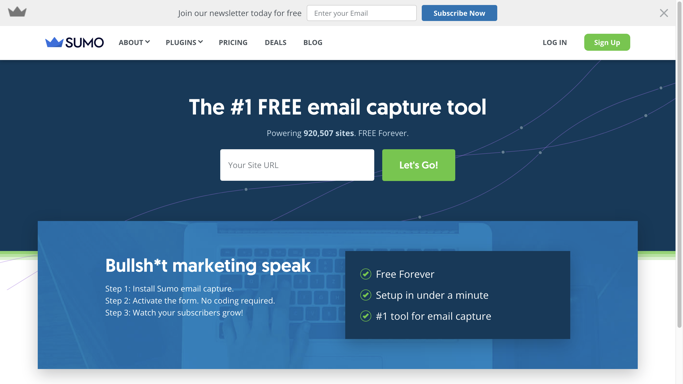 Join our newsletter today for free
Enter your Email
Subscribe Now
SUMO
ABOUT
PLUGINS
PRICING
DEALS
BLOG
LOG IN
Sign Up
The #1 FREE email capture tool
Powering 920,507 sites. FREE Forever.
Your Site URL
Let's Go!
Bullsh*t marketing speak
Step 1: Install Sumo email capture.
Step 2: Activate the form. No coding required.
Step 3: Watch your subscribers grow!
Free Forever
Setup in under a minute
#1 tool for email capture